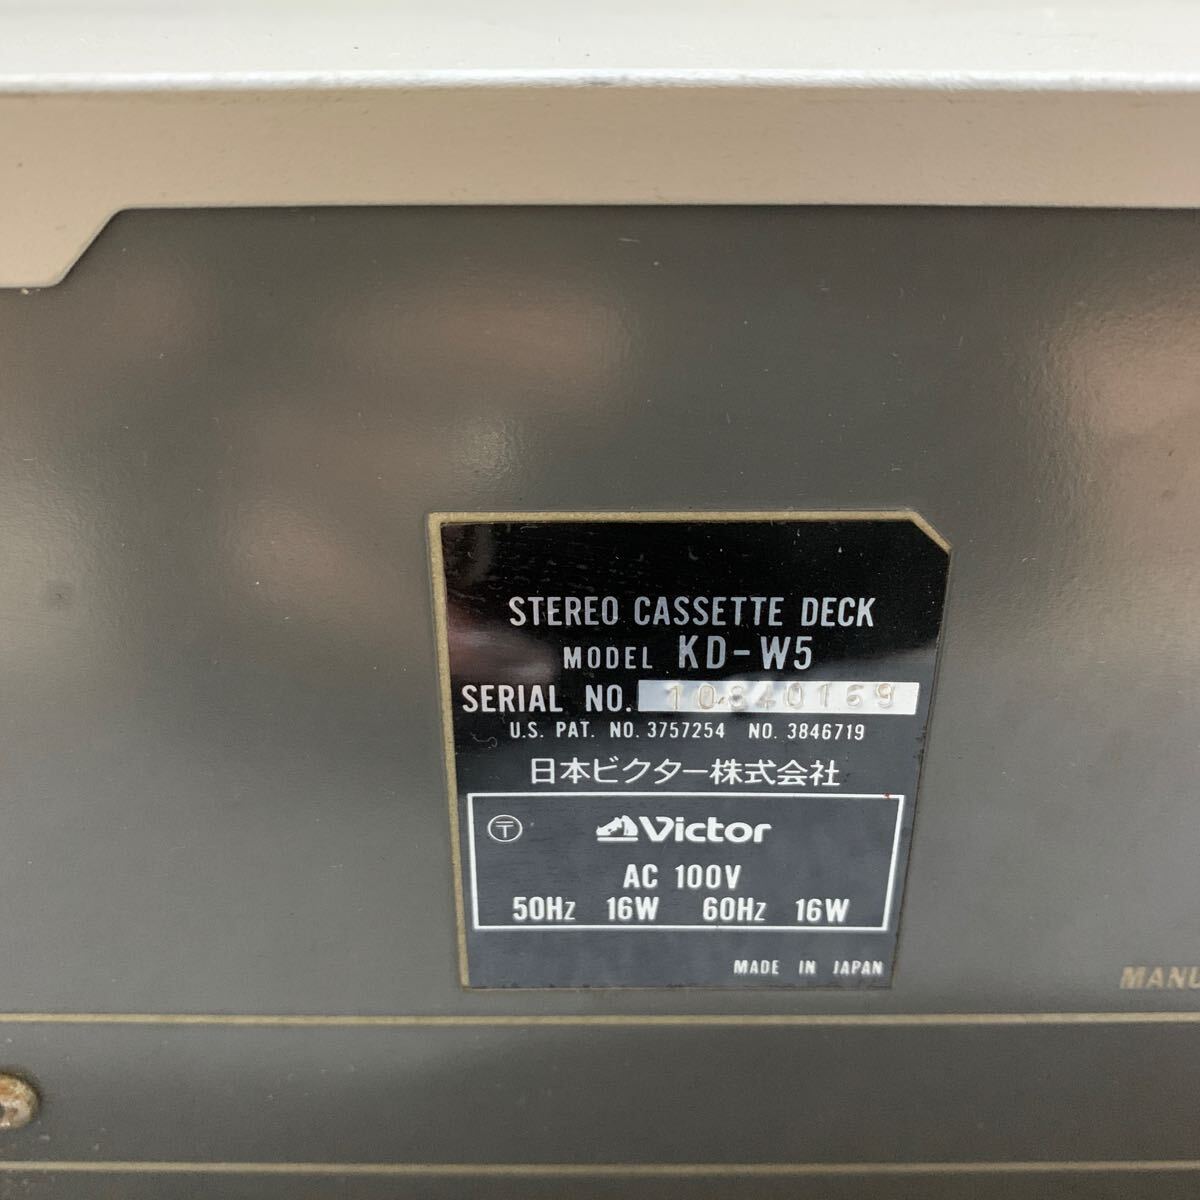 STEREO CASSETTE DECK
MODEL KD-W5
SERIAL NO. 10840159
U.S. PAT. NO. 3757254 NO. 3846719
日本ビクター株式会社
〒 Victor
AC 100V
50Hz 16W 60Hz 16W
MADE IN JAPAN
MANU